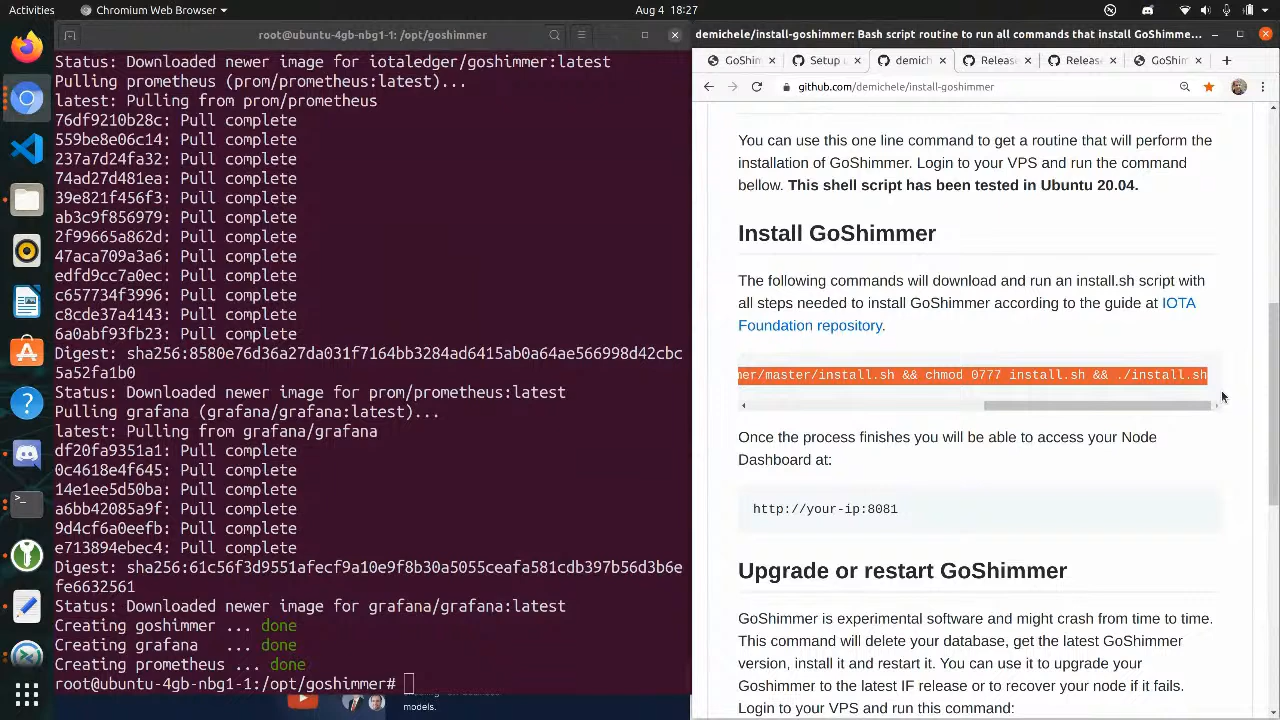 Activities
Chromium Web Browser
Aug 4 18:27
root@ubuntu-4gb-nbg1-1: /opt/goshimmer
Status: Downloaded newer image for iotaledger/goshimmer:latest
Pulling prometheus (prom/prometheus:latest)...
latest: Pulling from prom/prometheus
76df9210b28c: Pull complete
559be8e06c14: Pull complete
237a7d24fa32: Pull complete
74ad27d481ea: Pull complete
39e821f456f3: Pull complete
ab3c9f856979: Pull complete
2f99665a862d: Pull complete
47aca709a3a6: Pull complete
edfd9cc7a0ec: Pull complete
c657734f3996: Pull complete
c8cde37a4143: Pull complete
6a0abf93fb23: Pull complete
Digest: sha256:8580e76d36a27da031f7164bb3284ad6415ab0a64ae566998d42cbc
5a52fa1b0
Status: Downloaded newer image for prom/prometheus:latest
Pulling grafana (grafana/grafana:latest)...
latest: Pulling from grafana/grafana
df20fa9351a1: Pull complete
0c4618e4f645: Pull complete
14e1ee5d50ba: Pull complete
a6bb42085a9f: Pull complete
9d4cf6a0eefb: Pull complete
e713894ebec4: Pull complete
Digest: sha256:61c56f3d9551afecf9a10e9f8b30a5055ceafa581cdb397b56d3b6e
fe6632561
Status: Downloaded newer image for grafana/grafana:latest
Creating goshimmer ... done
Creating grafana ... done
Creating prometheus ... done
root@ubuntu-4gb-nbg1-1:/opt/goshimmer#
models.
demichele/install-goshimmer: Bash script routine to run all commands that install GoShimme...
GoShim
Setup u
demich
Release
Release
GoShim
github.com/demichele/install-goshimmer
You can use this one line command to get a routine that will perform the
installation of GoShimmer. Login to your VPS and run the command
bellow. This shell script has been tested in Ubuntu 20.04.
Install GoShimmer
The following commands will download and run an install.sh script with
all steps needed to install GoShimmer according to the guide at IOTA
Foundation repository.
mer/master/install.sh && chmod 0777 install.sh && ./install.sh
Once the process finishes you will be able to access your Node
Dashboard at:
http://your-ip:8081
Upgrade or restart GoShimmer
GoShimmer is experimental software and might crash from time to time.
This command will delete your database, get the latest GoShimmer
version, install it and restart it. You can use it to upgrade your
Goshimmer to the latest IF release or to recover your node if it fails.
Login to your VPS and run this command: